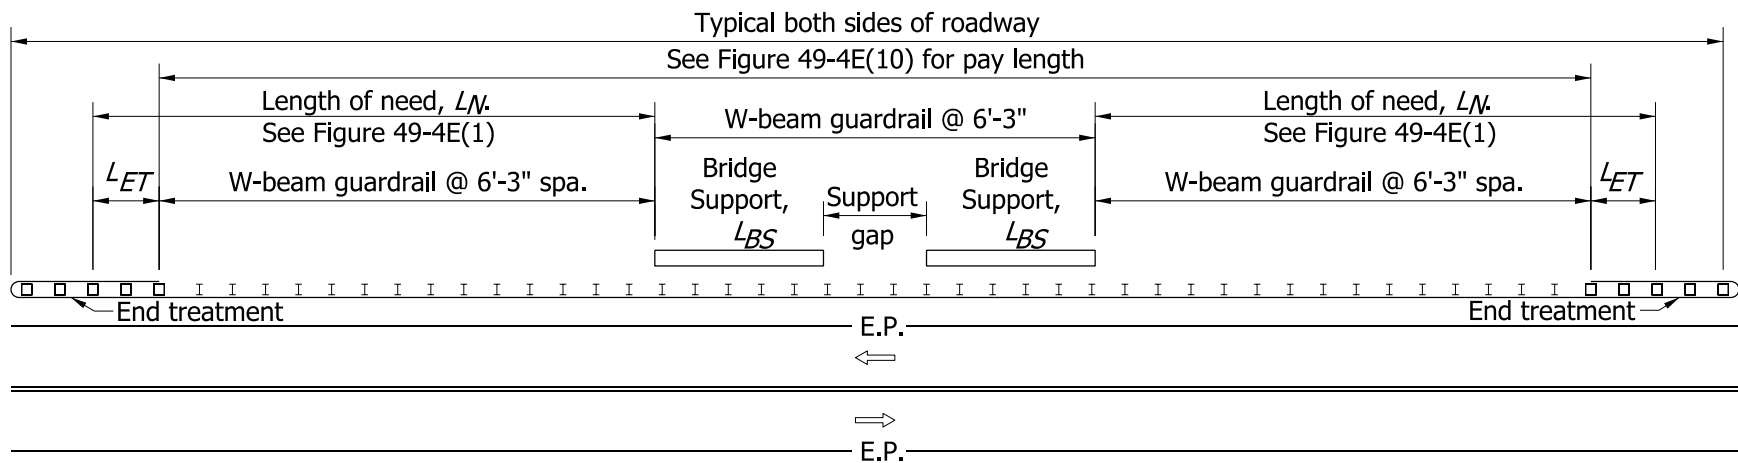 Typical both sides of roadway
See Figure 49-4E(10) for pay length
Length of need, LN.
See Figure 49-4E(1)
W-beam guardrail @ 6'-3"
Length of need, LN.
See Figure 49-4E(1)
LET
W-beam guardrail @ 6'-3" spa.
Bridge
Support,
LBS
Support
gap
Bridge
Support,
LBS
W-beam guardrail @ 6'-3" spa.
LET
End treatment
End treatment
E.P.
E.P.